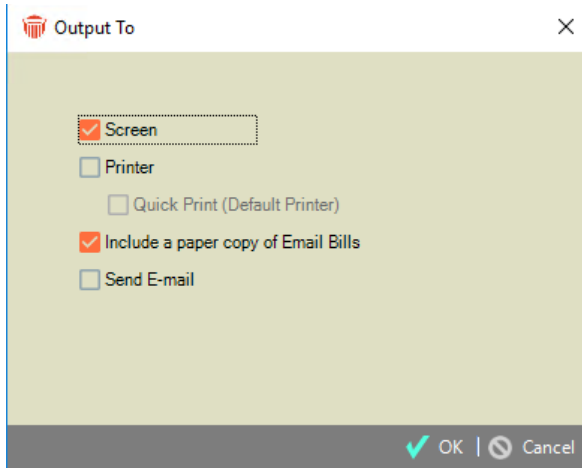 Output To
Screen
Printer
Quick Print (Default Printer)
Include a paper copy of Email Bills
Send E-mail
OK | Cancel